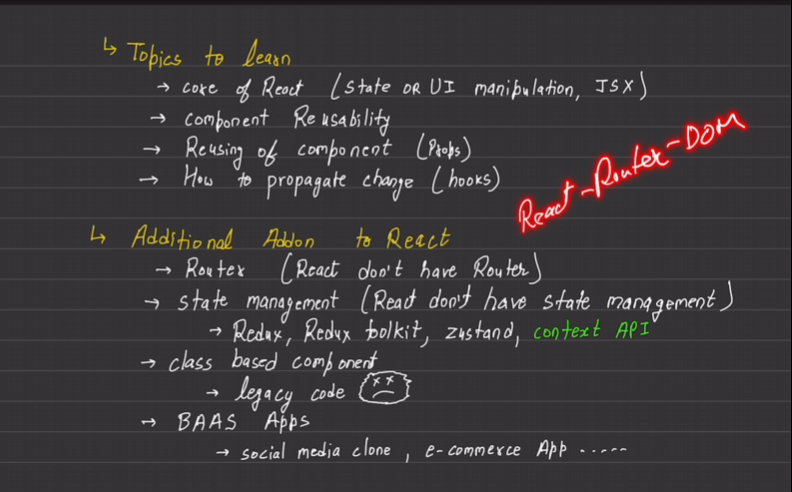 ↳ Topics to learn
→ core of React (state OR UI manipulation, JSX)
→ component Reusability
→ Reusing of component (Props)
→ How to propagate change (hooks)
React-Router-DOM
↳ Additional Addon to React
→ Router (React don't have Router)
→ state management (React don't have state management)
→ Redux, Redux toolkit, zustand, context API
→ class based component
→ legacy code
→ BAAS Apps
→ social media clone, e-commerce App .....